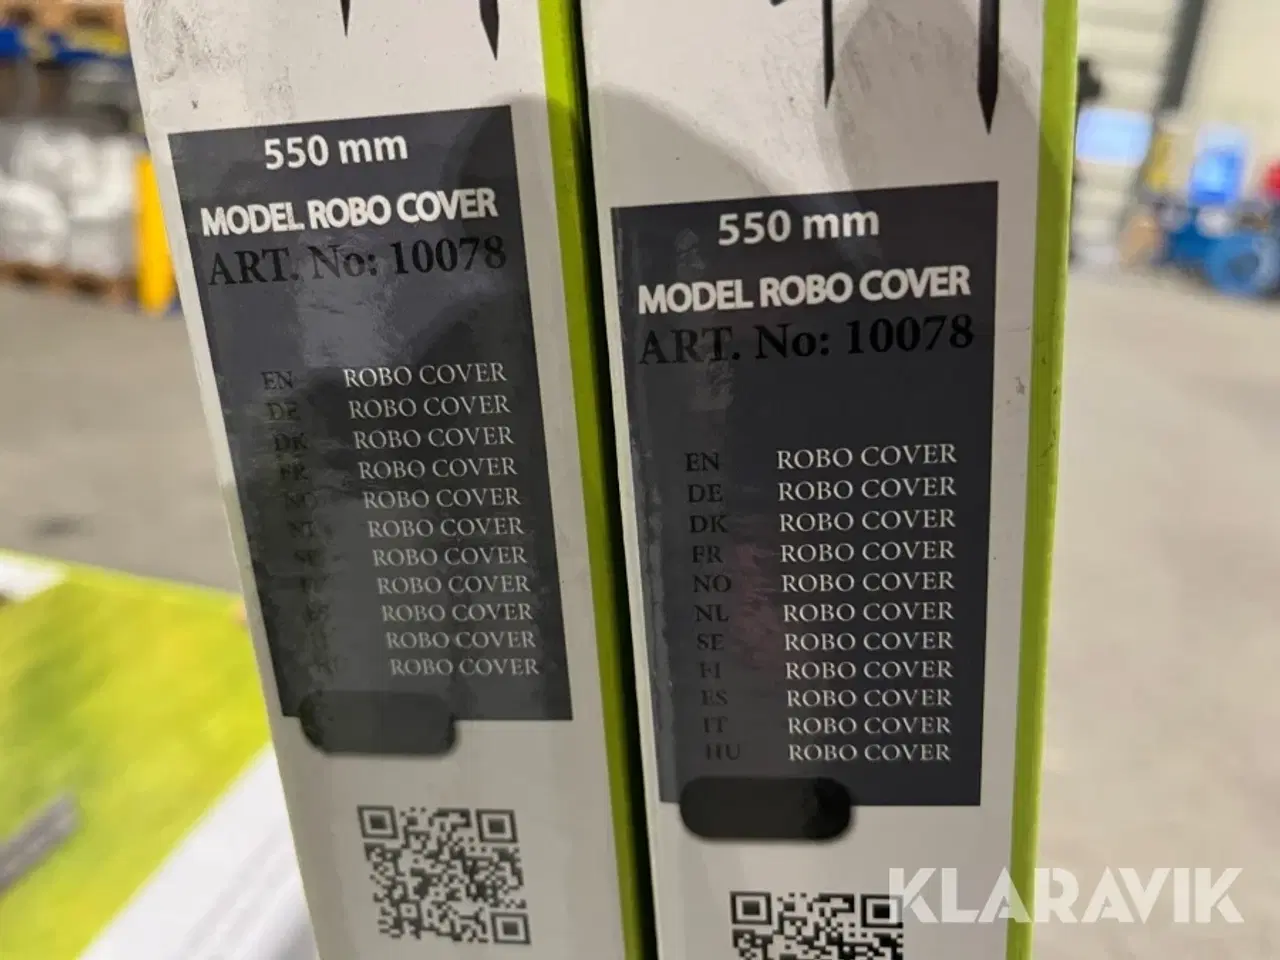 550 mm
MODEL ROBO COVER
ART. No: 10078
EN ROBO COVER
DE ROBO COVER
DK ROBO COVER
FR ROBO COVER
NO ROBO COVER
ROBO COVER
SE ROBO COVER
ROBO COVER
ROBO COVER
ROBO COVER
ROBO COVER
550 mm
MODEL ROBO COVER
ART. No: 10078
EN ROBO COVER
DE ROBO COVER
DK ROBO COVER
FR ROBO COVER
NO ROBO COVER
NL ROBO COVER
SE ROBO COVER
FI ROBO COVER
ES ROBO COVER
IT ROBO COVER
HU ROBO COVER
KLARAVIK